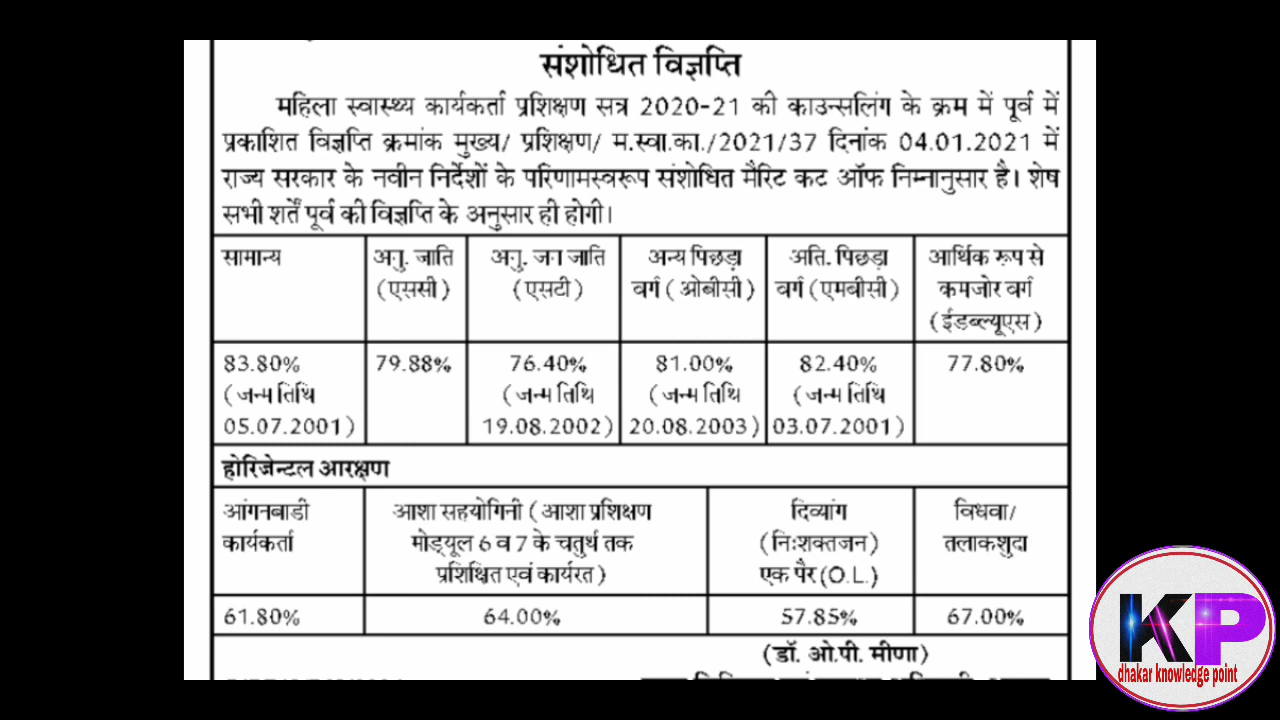 संशोधित विज्ञप्ति
महिला स्वास्थ्य कार्यकर्ता प्रशिक्षण सत्र 2020-21 की काउन्सलिंग के क्रम में पूर्व में
प्रकाशित विज्ञप्ति क्रमांक मुख्य/ प्रशिक्षण/ म.स्वा.का./2021/37 दिनांक 04.01.2021 में
राज्य सरकार के नवीन निर्देशों के परिणामस्वरूप संशोधित मैरिट कट ऑफ निम्नानुसार है। शेष
सभी शर्तें पूर्व की विज्ञप्ति के अनुसार ही होगी।
सामान्य अनु. जाति अनु. जन जाति अन्य पिछड़ा अति. पिछड़ा आर्थिक रूप से
(एससी) (एसटी) वर्ग (ओबीसी) वर्ग (एमबीसी) कमजोर वर्ग
(ईडब्ल्यूएस)
83.80% 79.88% 76.40% 81.00% 82.40% 77.80%
(जन्म तिथि (जन्म तिथि (जन्म तिथि (जन्म तिथि
05.07.2001) 19.08.2002) 20.08.2003) 03.07.2001)
होरिजेन्टल आरक्षण
आंगनबाडी आशा सहयोगिनी (आशा प्रशिक्षण दिव्यांग विधवा/
कार्यकर्ता मोड्यूल 6 व 7 के चतुर्थ तक (निःशक्तजन) तलाकशुदा
प्रशिक्षित एवं कार्यरत) एक पैर (O.L.)
61.80% 64.00% 57.85% 67.00%
(डॉ. ओ.पी. मीणा)
KP
dhakar knowledge point